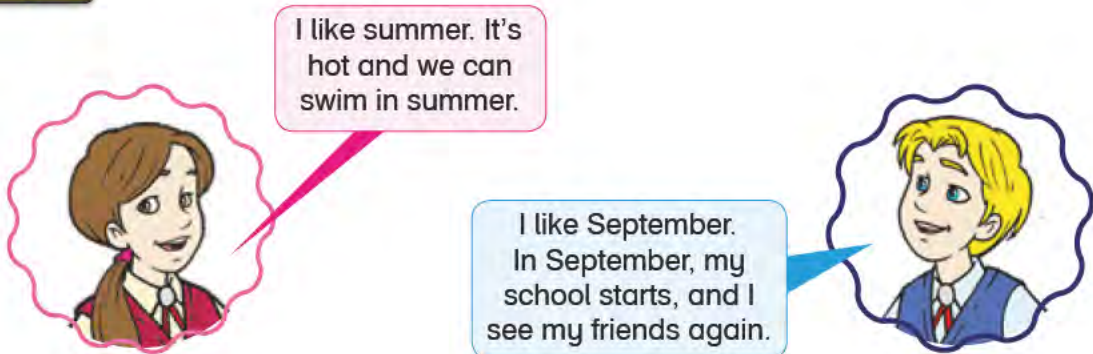 I like summer. It's
hot and we can
swim in summer.
I like September.
In September, my
school starts, and I
see my friends again.